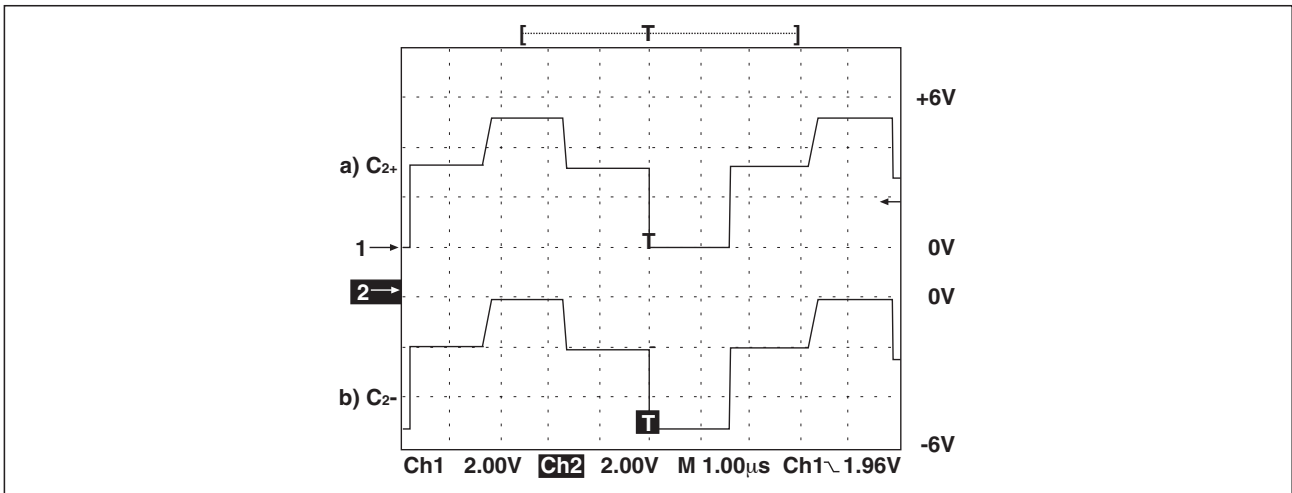 [ T ]
+6V
a) C2+
T
1 0V
2 0V
b) C2-
T
-6V
Ch1 2.00V Ch2 2.00V M 1.00μs Ch1 1.96V